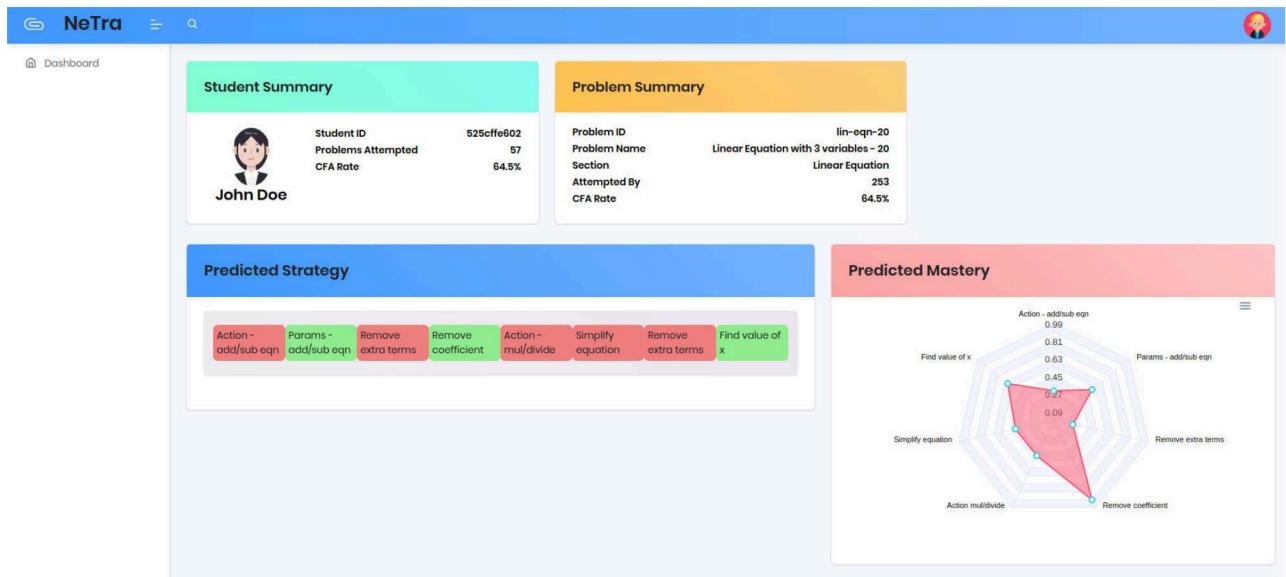 NeTra
Dashboard
Student Summary
Student ID 525cffe602
Problems Attempted 57
CFA Rate 64.5%
John Doe
Problem Summary
Problem ID lin-eqn-20
Problem Name Linear Equation with 3 variables - 20
Section Linear Equation
Attempted By 253
CFA Rate 64.5%
Predicted Strategy
Action - add/sub eqn
Params - add/sub eqn
Remove extra terms
Remove coefficient
Action - mul/divide
Simplify equation
Remove extra terms
Find value of x
Predicted Mastery
Action - add/sub eqn
0.99
0.81
0.63
0.45
0.27
0.09
Find value of x
Params - add/sub eqn
Simplify equation
Remove extra terms
Action mul/divide
Remove coefficient